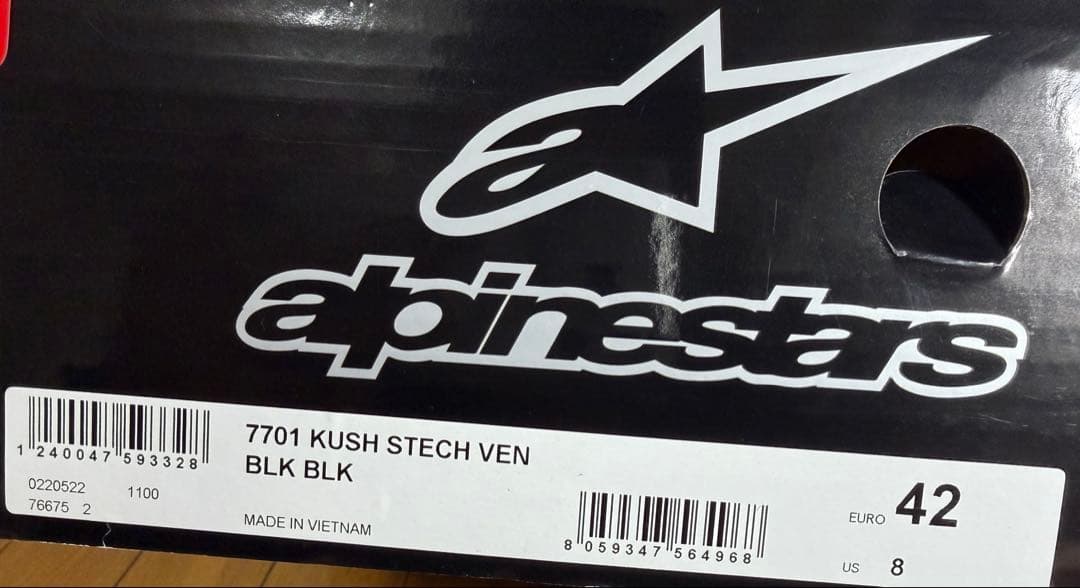 alpinestars
1 240047 593328
7701 KUSH STECH VEN
BLK BLK
0220522 1100
76675 2
MADE IN VIETNAM
8 059347 564968
EURO 42
US 8